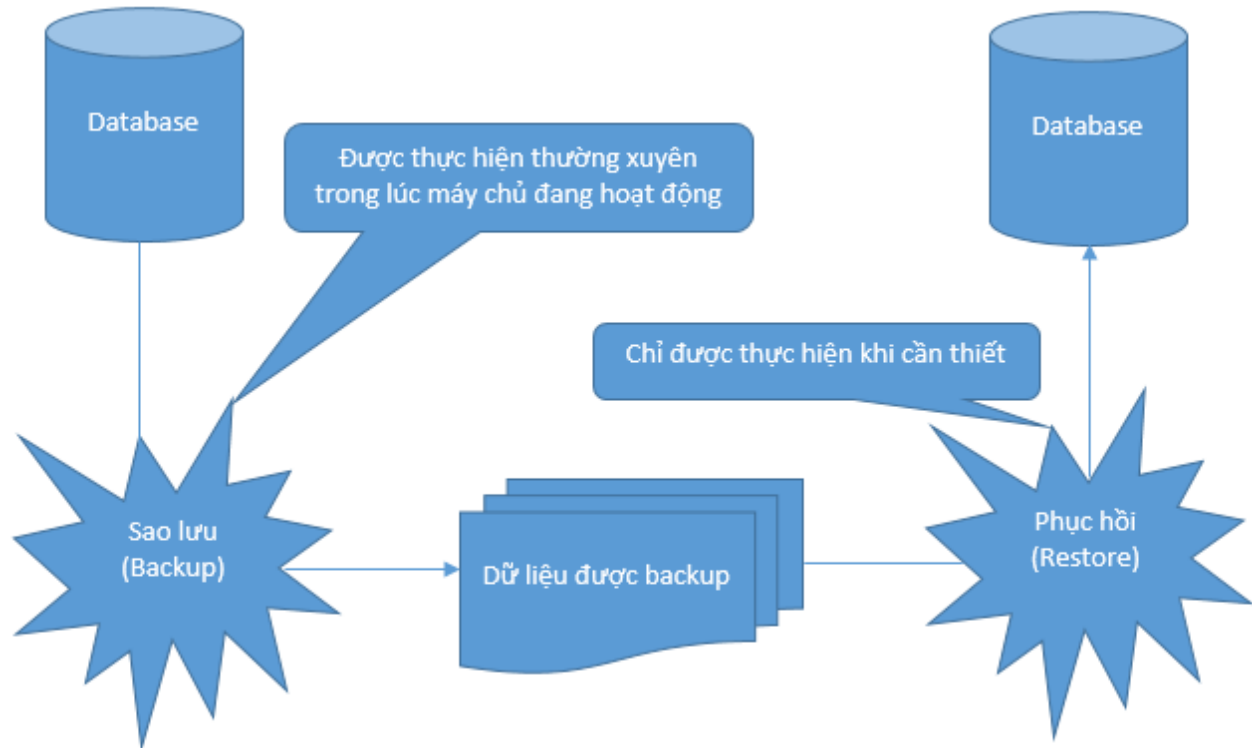 Database
Database
Được thực hiện thường xuyên
trong lúc máy chủ đang hoạt động
Chỉ được thực hiện khi cần thiết
Sao lưu
(Backup)
Dữ liệu được backup
Phục hồi
(Restore)